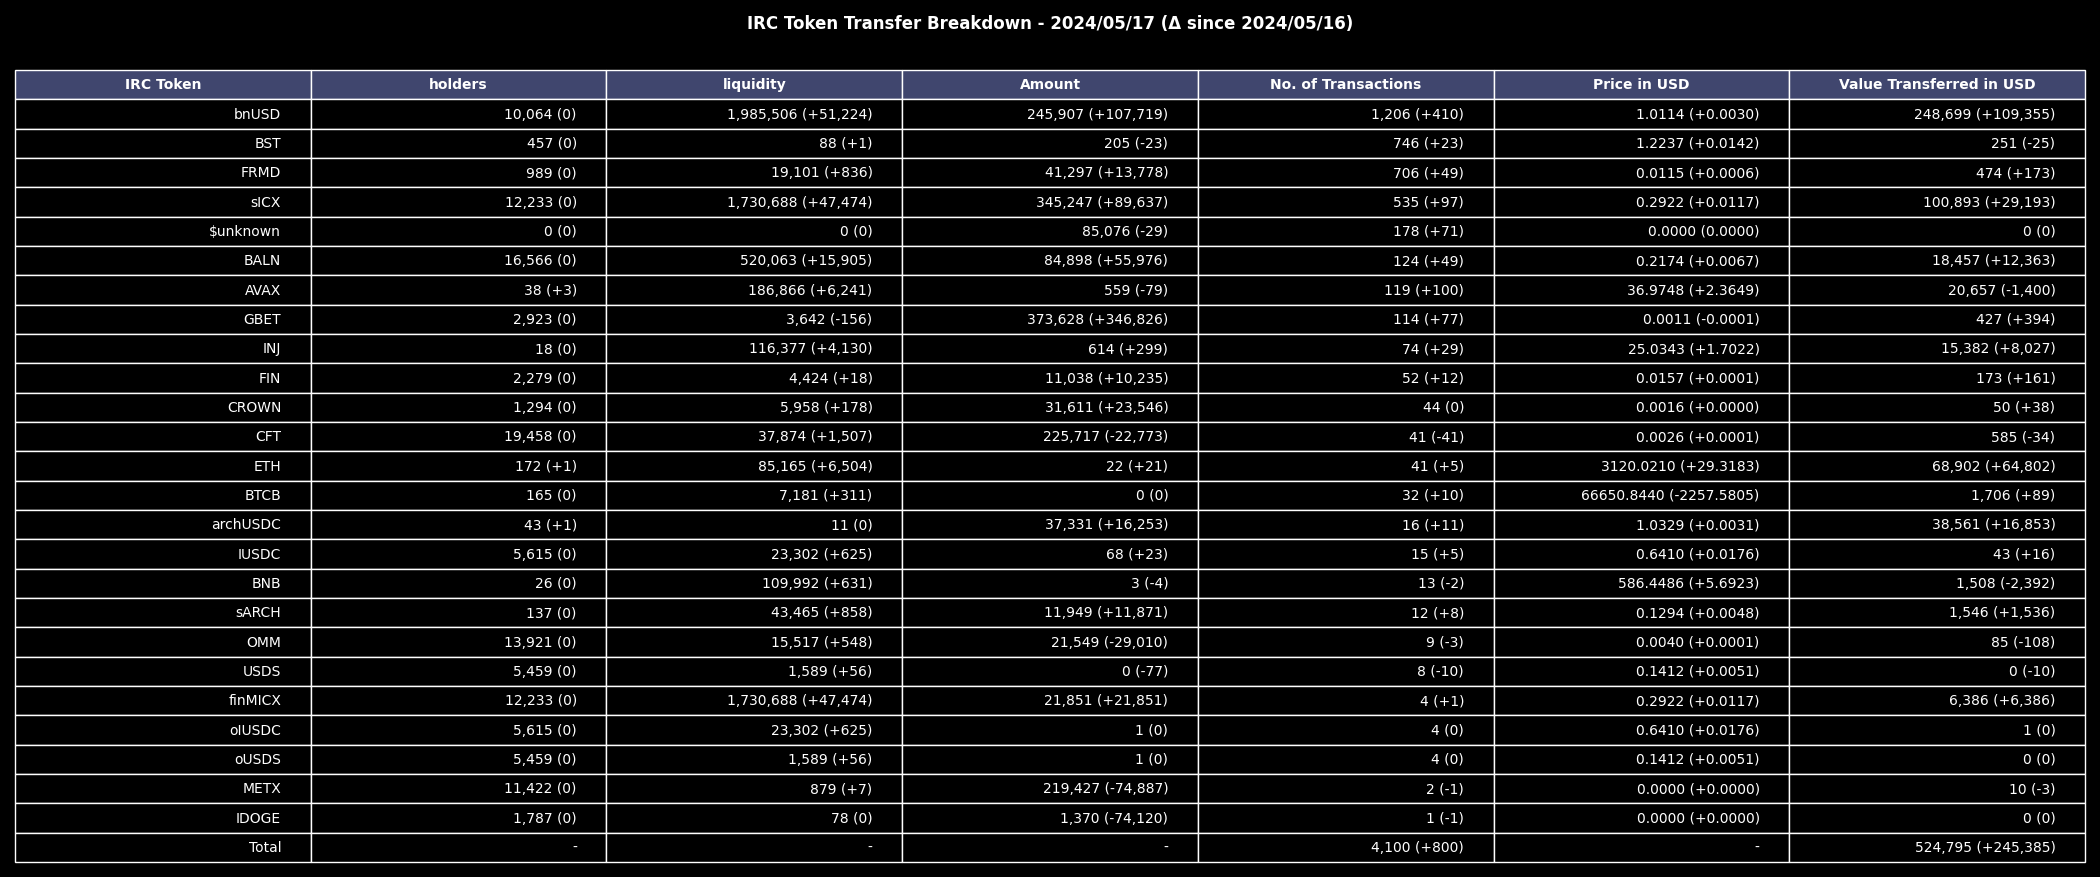 IRC Token Transfer Breakdown - 2024/05/17 (Δ since 2024/05/16)
IRC Token holders liquidity Amount No. of Transactions Price in USD Value Transferred in USD
bnUSD 10,064 (0) 1,985,506 (+51,224) 245,907 (+107,719) 1,206 (+410) 1.0114 (+0.0030) 248,699 (+109,355)
BST 457 (0) 88 (+1) 205 (-23) 746 (+23) 1.2237 (+0.0142) 251 (-25)
FRMD 989 (0) 19,101 (+836) 41,297 (+13,778) 706 (+49) 0.0115 (+0.0006) 474 (+173)
sICX 12,233 (0) 1,730,688 (+47,474) 345,247 (+89,637) 535 (+97) 0.2922 (+0.0117) 100,893 (+29,193)
$unknown 0 (0) 0 (0) 85,076 (-29) 178 (+71) 0.0000 (0.0000) 0 (0)
BALN 16,566 (0) 520,063 (+15,905) 84,898 (+55,976) 124 (+49) 0.2174 (+0.0067) 18,457 (+12,363)
AVAX 38 (+3) 186,866 (+6,241) 559 (-79) 119 (+100) 36.9748 (+2.3649) 20,657 (-1,400)
GBET 2,923 (0) 3,642 (-156) 373,628 (+346,826) 114 (+77) 0.0011 (-0.0001) 427 (+394)
INJ 18 (0) 116,377 (+4,130) 614 (+299) 74 (+29) 25.0343 (+1.7022) 15,382 (+8,027)
FIN 2,279 (0) 4,424 (+18) 11,038 (+10,235) 52 (+12) 0.0157 (+0.0001) 173 (+161)
CROWN 1,294 (0) 5,958 (+178) 31,611 (+23,546) 44 (0) 0.0016 (+0.0000) 50 (+38)
CFT 19,458 (0) 37,874 (+1,507) 225,717 (-22,773) 41 (-41) 0.0026 (+0.0001) 585 (-34)
ETH 172 (+1) 85,165 (+6,504) 22 (+21) 41 (+5) 3120.0210 (+29.3183) 68,902 (+64,802)
BTCB 165 (0) 7,181 (+311) 0 (0) 32 (+10) 66650.8440 (-2257.5805) 1,706 (+89)
archUSDC 43 (+1) 11 (0) 37,331 (+16,253) 16 (+11) 1.0329 (+0.0031) 38,561 (+16,853)
IUSDC 5,615 (0) 23,302 (+625) 68 (+23) 15 (+5) 0.6410 (+0.0176) 43 (+16)
BNB 26 (0) 109,992 (+631) 3 (-4) 13 (-2) 586.4486 (+5.6923) 1,508 (-2,392)
sARCH 137 (0) 43,465 (+858) 11,949 (+11,871) 12 (+8) 0.1294 (+0.0048) 1,546 (+1,536)
OMM 13,921 (0) 15,517 (+548) 21,549 (-29,010) 9 (-3) 0.0040 (+0.0001) 85 (-108)
USDS 5,459 (0) 1,589 (+56) 0 (-77) 8 (-10) 0.1412 (+0.0051) 0 (-10)
finMICX 12,233 (0) 1,730,688 (+47,474) 21,851 (+21,851) 4 (+1) 0.2922 (+0.0117) 6,386 (+6,386)
oIUSDC 5,615 (0) 23,302 (+625) 1 (0) 4 (0) 0.6410 (+0.0176) 1 (0)
oUSDS 5,459 (0) 1,589 (+56) 1 (0) 4 (0) 0.1412 (+0.0051) 0 (0)
METX 11,422 (0) 879 (+7) 219,427 (-74,887) 2 (-1) 0.0000 (+0.0000) 10 (-3)
IDOGE 1,787 (0) 78 (0) 1,370 (-74,120) 1 (-1) 0.0000 (+0.0000) 0 (0)
Total - - - 4,100 (+800) - 524,795 (+245,385)